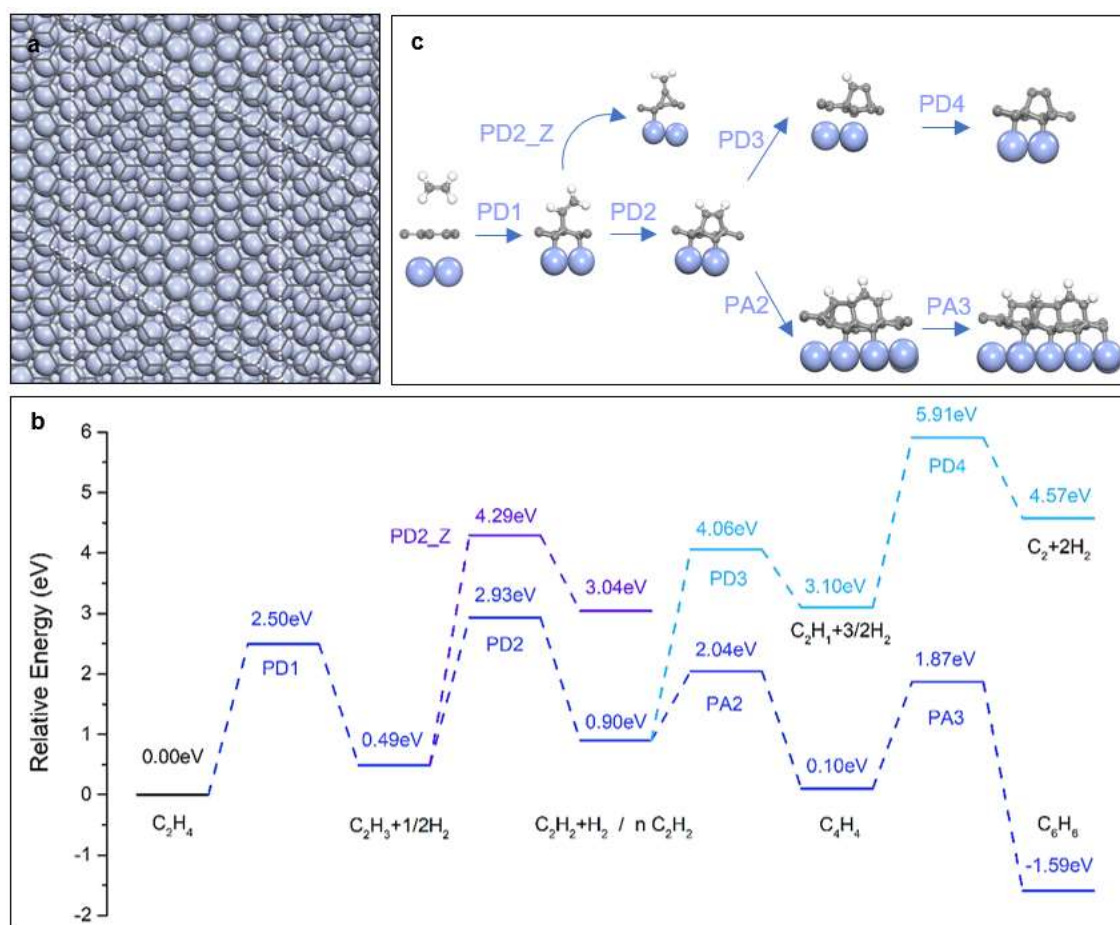 a
c
PD2_Z
PD3
PD4
PD1
PD2
PA2
PA3
b
Relative Energy (eV)
6
5
4
3
2
1
0
-1
-2
0.00eV
C₂H₄
2.50eV
PD1
0.49eV
C₂H₃+1/2H₂
PD2_Z
4.29eV
2.93eV
PD2
3.04eV
0.90eV
C₂H₂+H₂ / n C₂H₂
4.06eV
PD3
2.04eV
PA2
3.10eV
C₂H₁+3/2H₂
0.10eV
C₄H₄
5.91eV
PD4
1.87eV
PA3
4.57eV
C₂+2H₂
C₆H₆
-1.59eV